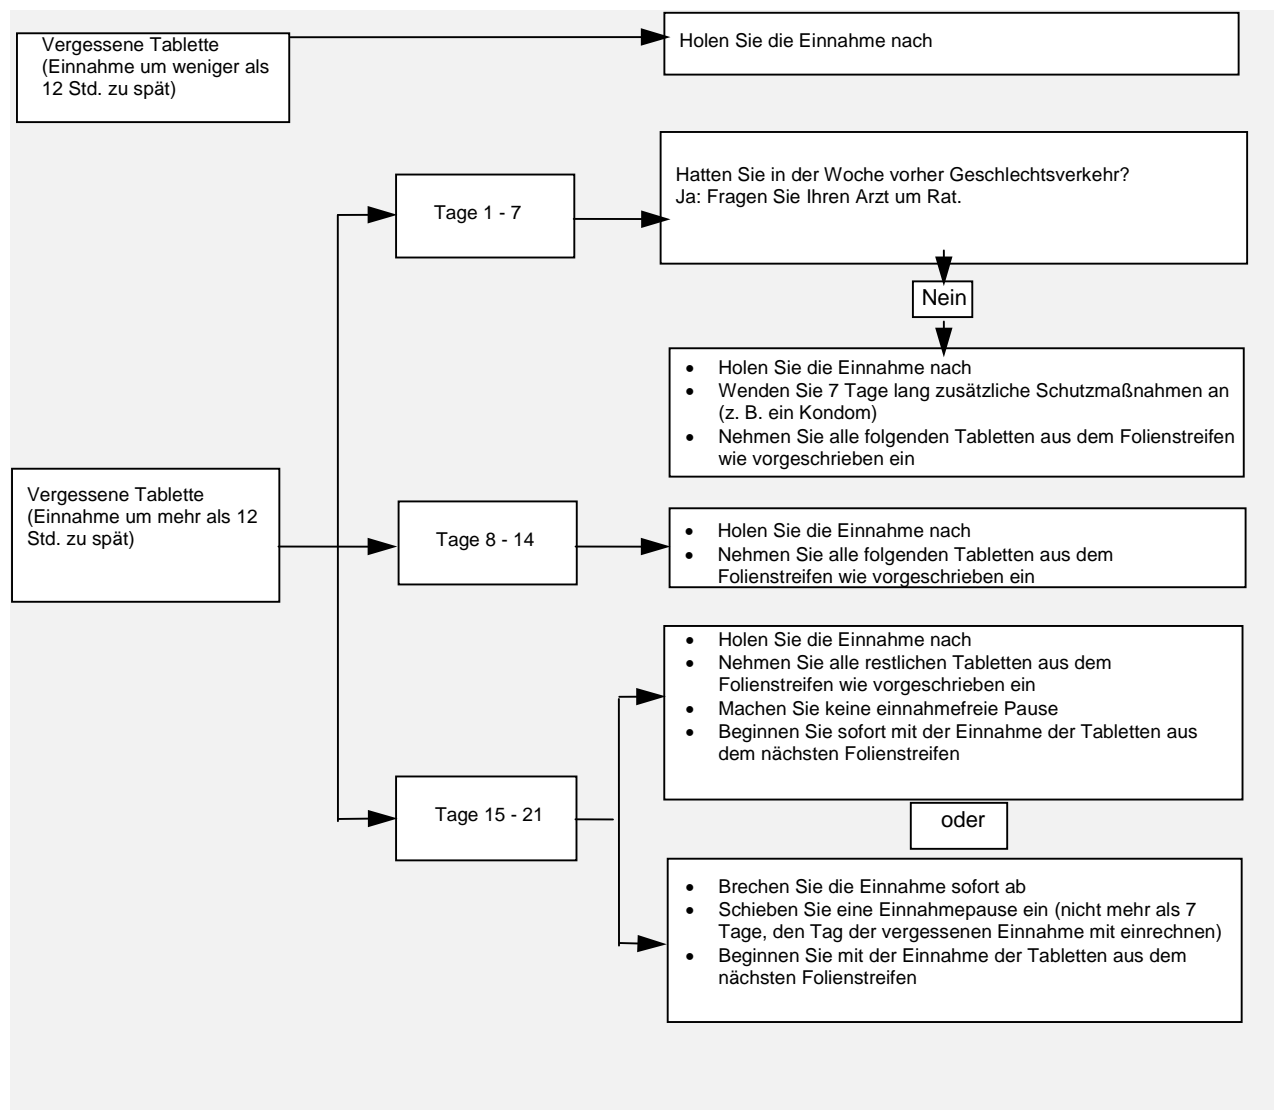 Vergessene Tablette
(Einnahme um weniger als
12 Std. zu spät)
Holen Sie die Einnahme nach
Tage 1 - 7
Hatten Sie in der Woche vorher Geschlechtsverkehr?
Ja: Fragen Sie Ihren Arzt um Rat.
Nein
• Holen Sie die Einnahme nach
• Wenden Sie 7 Tage lang zusätzliche Schutzmaßnahmen an
(z. B. ein Kondom)
• Nehmen Sie alle folgenden Tabletten aus dem Folienstreifen
wie vorgeschrieben ein
Vergessene Tablette
(Einnahme um mehr als 12
Std. zu spät)
Tage 8 - 14
• Holen Sie die Einnahme nach
• Nehmen Sie alle folgenden Tabletten aus dem
Folienstreifen wie vorgeschrieben ein
Tage 15 - 21
• Holen Sie die Einnahme nach
• Nehmen Sie alle restlichen Tabletten aus dem
Folienstreifen wie vorgeschrieben ein
• Machen Sie keine einnahmefreie Pause
• Beginnen Sie sofort mit der Einnahme der Tabletten aus
dem nächsten Folienstreifen
oder
• Brechen Sie die Einnahme sofort ab
• Schieben Sie eine Einnahmepause ein (nicht mehr als 7
Tage, den Tag der vergessenen Einnahme mit einrechnen)
• Beginnen Sie mit der Einnahme der Tabletten aus dem
nächsten Folienstreifen